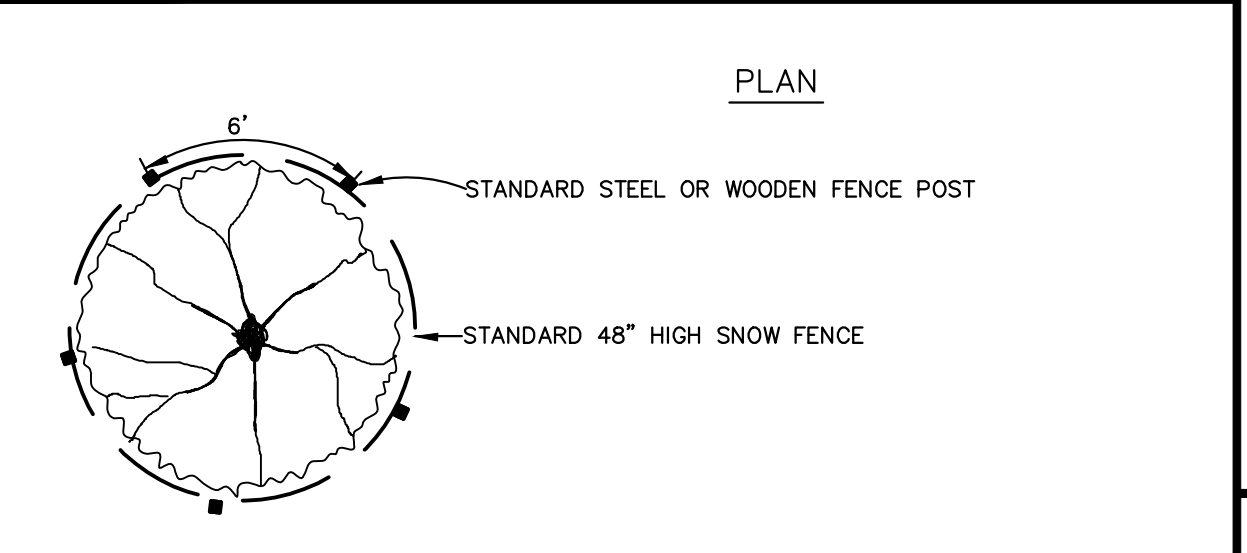 PLAN
6'
STANDARD STEEL OR WOODEN FENCE POST
STANDARD 48" HIGH SNOW FENCE